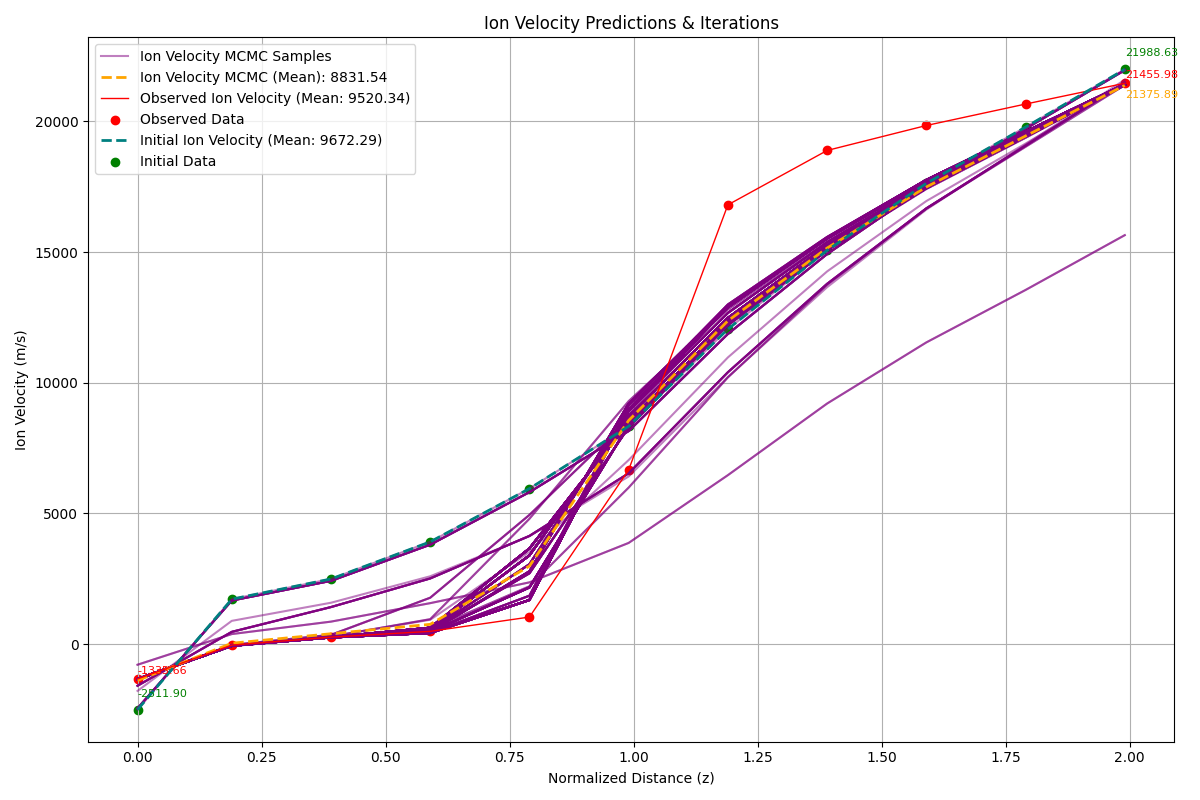 Ion Velocity Predictions & Iterations
Ion Velocity MCMC Samples
Ion Velocity MCMC (Mean): 8831.54
Observed Ion Velocity (Mean: 9520.34)
Observed Data
Initial Ion Velocity (Mean: 9672.29)
Initial Data
21988.63
21455.98
21375.89
-2511.90
20000
15000
10000
5000
0
Ion Velocity (m/s)
0.00
0.25
0.50
0.75
1.00
1.25
1.50
1.75
2.00
Normalized Distance (z)